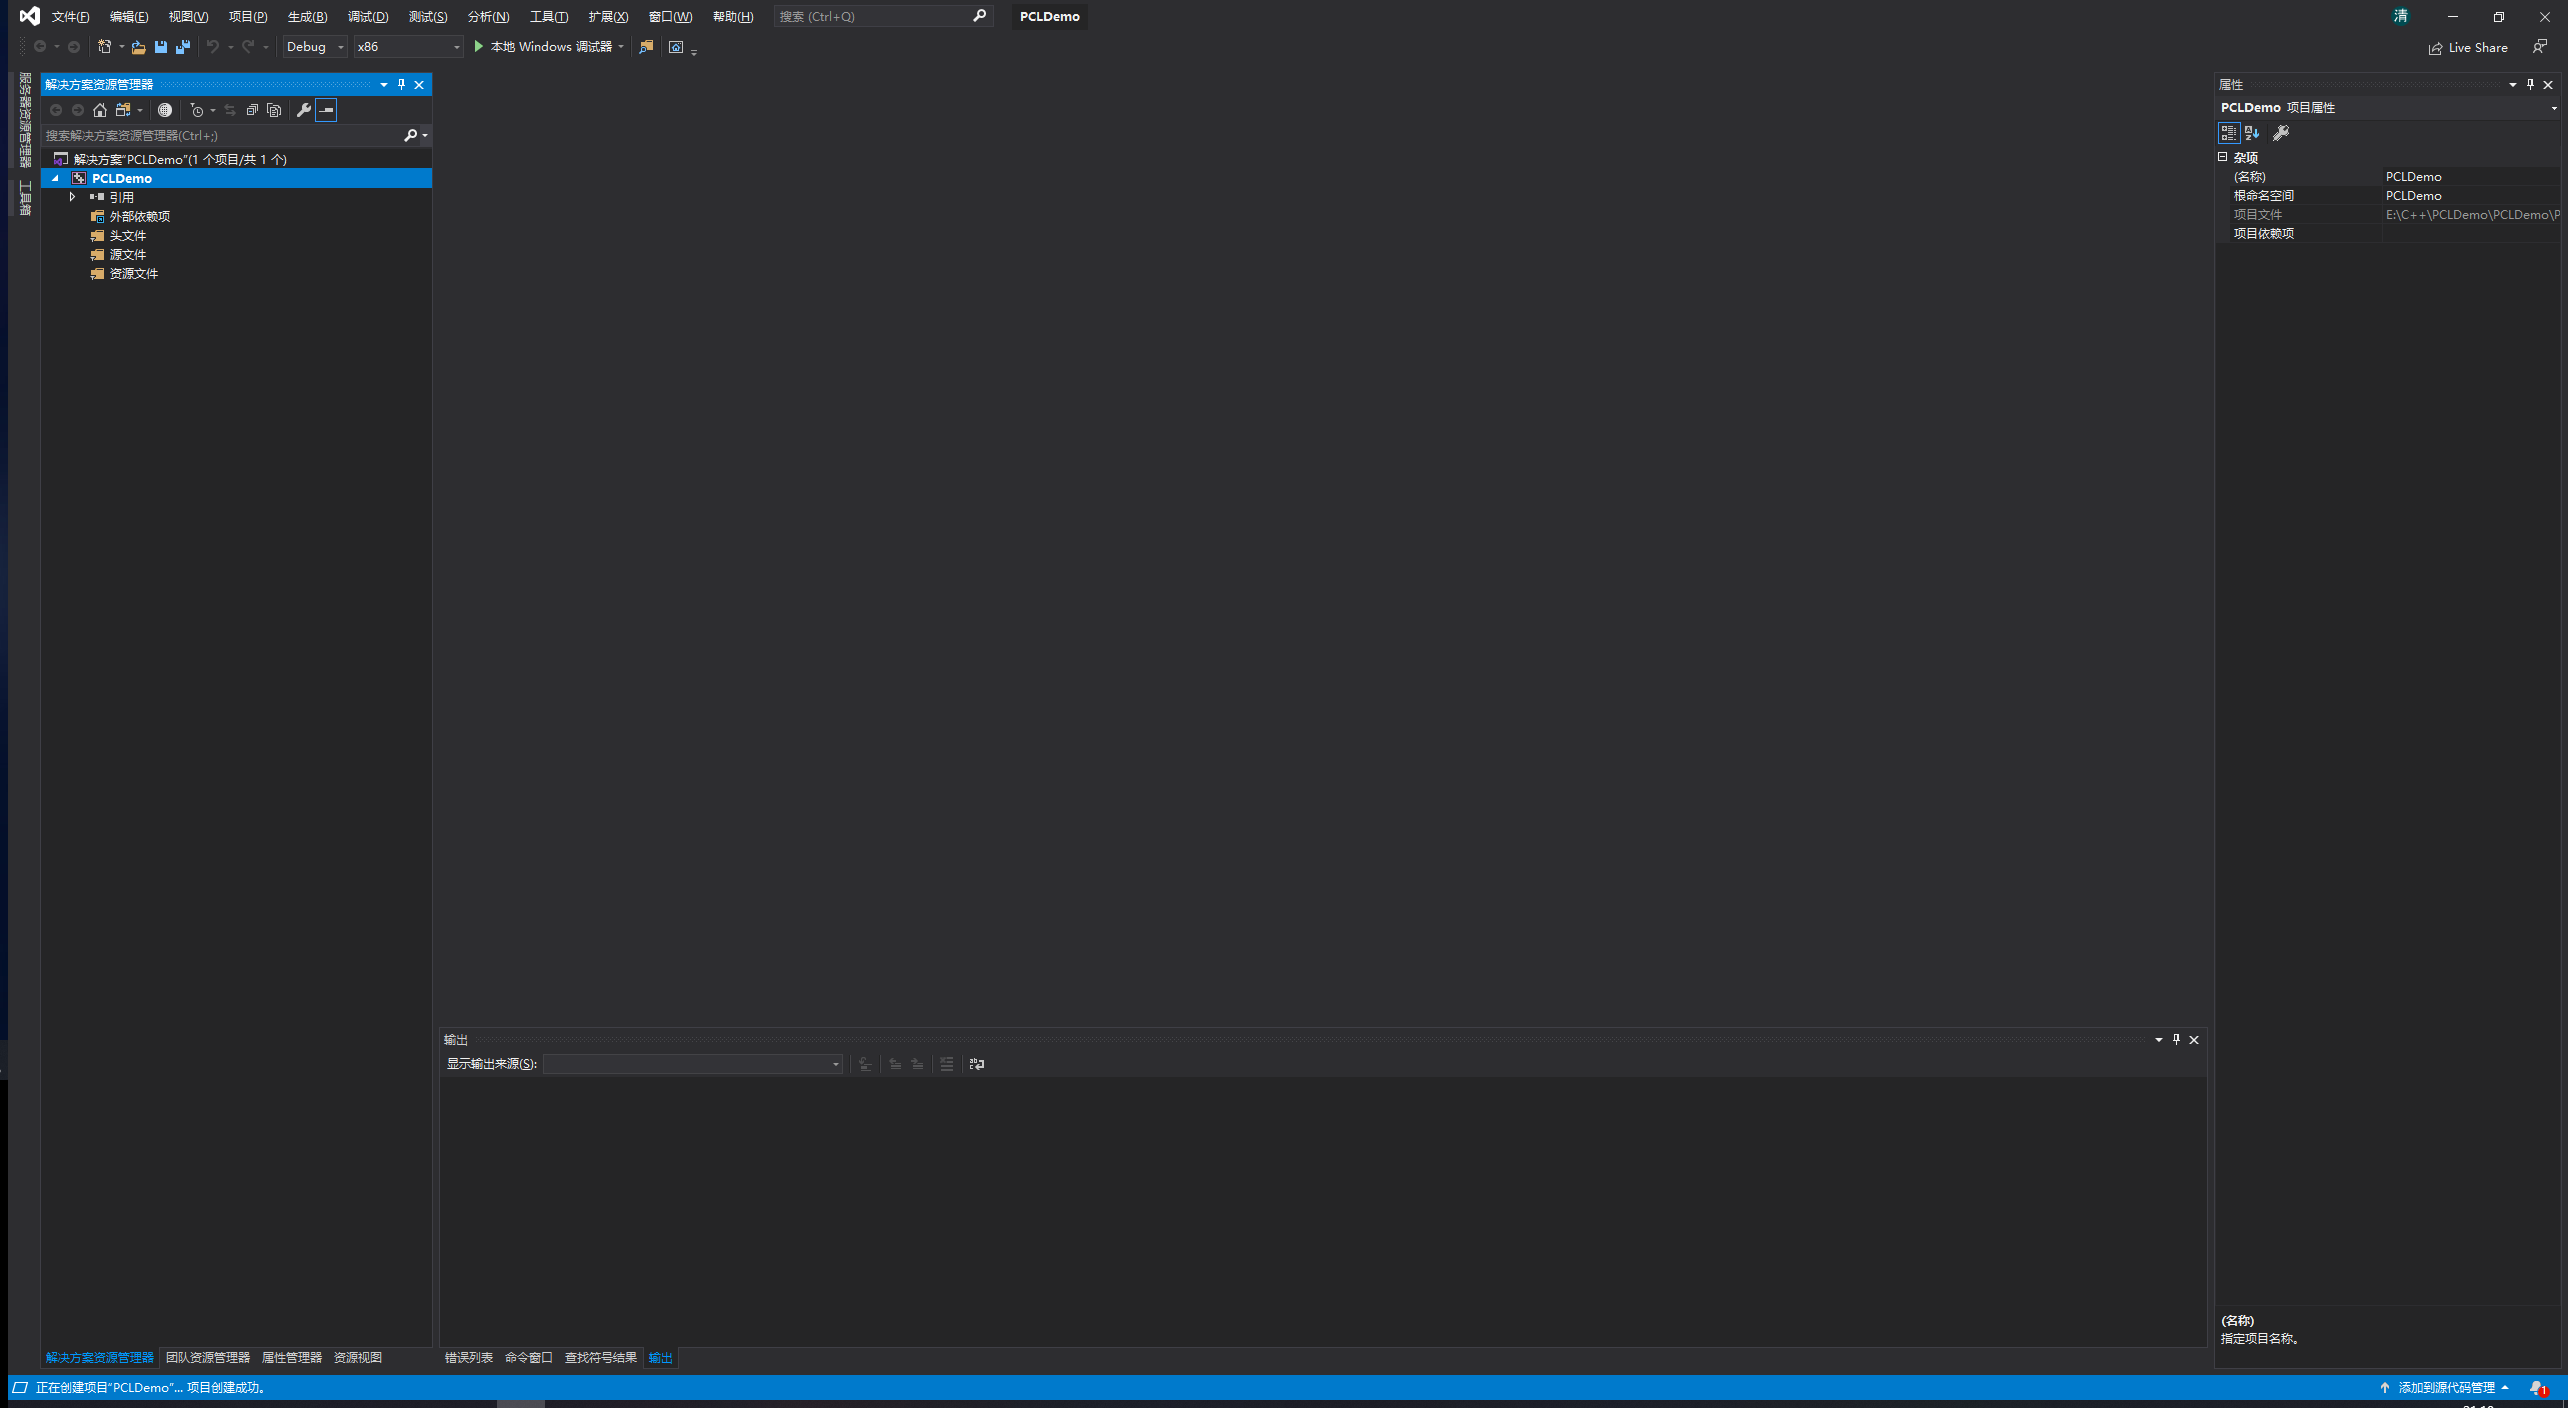 文件(F) 编辑(E) 视图(V) 项目(P) 生成(B) 调试(D) 测试(S) 分析(N) 工具(T) 扩展(X) 窗口(W) 帮助(H) 搜索 (Ctrl+Q) PCLDemo 清
Debug x86 本地 Windows 调试器 Live Share
服务器资源管理器
工具箱
解决方案资源管理器
搜索解决方案资源管理器(Ctrl+;)
解决方案"PCLDemo"(1 个项目/共 1 个)
PCLDemo
引用
外部依赖项
头文件
源文件
资源文件
解决方案资源管理器 团队资源管理器 属性管理器 资源视图
输出
显示输出来源(S):
错误列表 命令窗口 查找符号结果 输出
属性
PCLDemo 项目属性
杂项
(名称) PCLDemo
根命名空间 PCLDemo
项目文件 E:\C++\PCLDemo\PCLDemo\P
项目依赖项
(名称)
指定项目名称。
正在创建项目"PCLDemo"... 项目创建成功。 添加到源代码管理 1